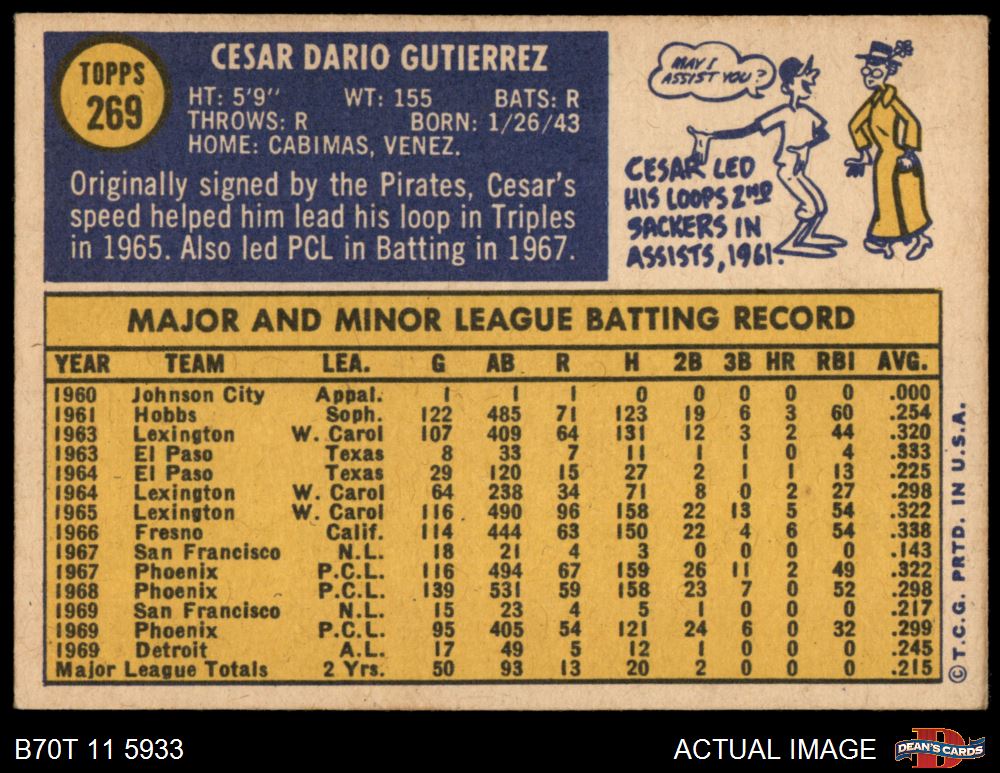 TOPPS
269
CESAR DARIO GUTIERREZ
HT: 5'9" WT: 155 BATS: R
THROWS: R BORN: 1/26/43
HOME: CABIMAS, VENEZ.
Originally signed by the Pirates, Cesar's
speed helped him lead his loop in Triples
in 1965. Also led PCL in Batting in 1967.
MAY I
ASSIST YOU?
CESAR LED
HIS LOOPS 2ND
SACKERS IN
ASSISTS, 1961.
MAJOR AND MINOR LEAGUE BATTING RECORD
YEAR TEAM LEA. G AB R H 2B 3B HR RBI AVG.
1960 Johnson City Appal. 1 1 1 0 0 0 0 0 .000
1961 Hobbs Soph. 122 485 71 123 19 6 3 60 .254
1963 Lexington W. Carol 107 409 64 131 12 3 2 44 .320
1963 El Paso Texas 8 33 7 11 1 1 0 4 .333
1964 El Paso Texas 29 120 15 27 2 1 1 13 .225
1964 Lexington W. Carol 64 238 34 71 8 0 2 27 .298
1965 Lexington W. Carol 116 490 96 158 22 13 5 54 .322
1966 Fresno Calif. 114 444 63 150 22 4 6 54 .338
1967 San Francisco N.L. 18 21 4 3 0 0 0 0 .143
1967 Phoenix P.C.L. 116 494 67 159 26 11 2 49 .322
1968 Phoenix P.C.L. 139 531 59 158 23 7 0 52 .298
1969 San Francisco N.L. 15 23 4 5 1 0 0 0 .217
1969 Phoenix P.C.L. 95 405 54 121 24 6 0 32 .299
1969 Detroit A.L. 17 49 5 12 1 0 0 0 .245
Major League Totals 2 Yrs. 50 93 13 20 2 0 0 0 .215
© T.C.G. PRTD. IN U.S.A.
B70T 11 5933
ACTUAL IMAGE
DEAN'S CARDS